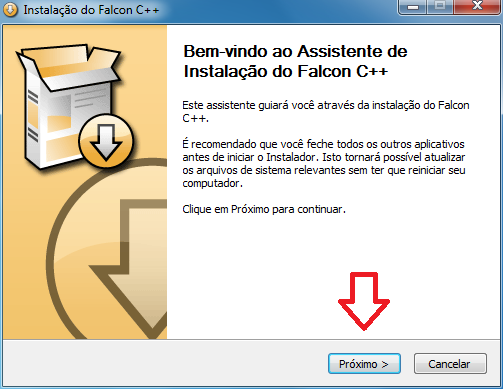 Instalação do Falcon C++
Bem-vindo ao Assistente de
Instalação do Falcon C++
Este assistente guiará você através da instalação do Falcon
C++.
É recomendado que você feche todos os outros aplicativos
antes de iniciar o Instalador. Isto tornará possível atualizar
os arquivos de sistema relevantes sem ter que reiniciar seu
computador.
Clique em Próximo para continuar.
Próximo >
Cancelar